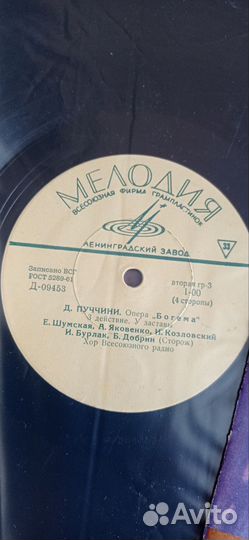 МЕЛОДИЯ
ВСЕСОЮЗНАЯ ФИРМА ГРАМПЛАСТИНОК
ЛЕНИНГРАДСКИЙ ЗАВОД
33
Записано ВСГ
ГОСТ 5289-61
Д-09453
вторая гр-3
1-00
(4 стороны)
Д. ПУЧЧИНИ. Опера „Богема"
3 действие. У заставы
Е. Шумская, А. Яковенко, И. Козловский
И. Бурлак, Б. Добрин (Сторож)
Хор Всесоюзного радио
Avito